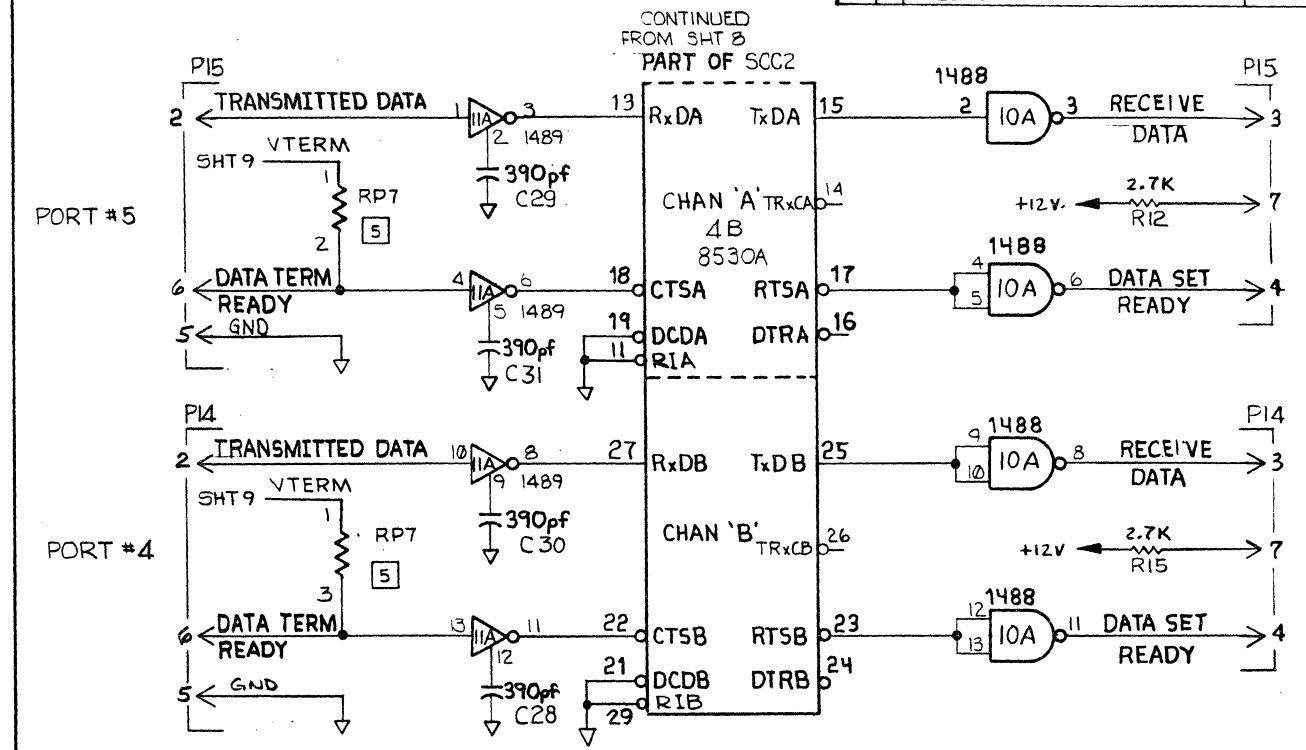 CONTINUED
FROM SHT 8
PART OF SCC2
P15
2 TRANSMITTED DATA 1 11A 3 13 RxDA TxDA 15 2 1488 10A 3 RECEIVE DATA 3
P15
2 1489
390pf
C29
SHT 9 VTERM
1
RP7
2
5
PORT #5
CHAN 'A' TRxCA 14
4B
8530A
+12V 2.7K 7
R12
6 DATA TERM READY 4 11A 6 18 CTSA RTSA 17 4 5 1488 10A 6 DATA SET READY 4
5 1489
390pf
C31
5 GND
19 DCDA DTRA 16
11 RIA
P14
2 TRANSMITTED DATA 10 11A 8 27 RxDB TxDB 25 9 10 1488 10A 8 RECEIVE DATA 3
P14
9 1489
390pf
C30
SHT 9 VTERM
1
RP7
3
5
PORT #4
CHAN 'B' TRxCB 26
+12V 2.7K 7
R15
6 DATA TERM READY 13 11A 11 22 CTSB RTSB 23 12 13 1488 10A 11 DATA SET READY 4
12
390pf
C28
5 GND
21 DCDB DTRB 24
29 RIB